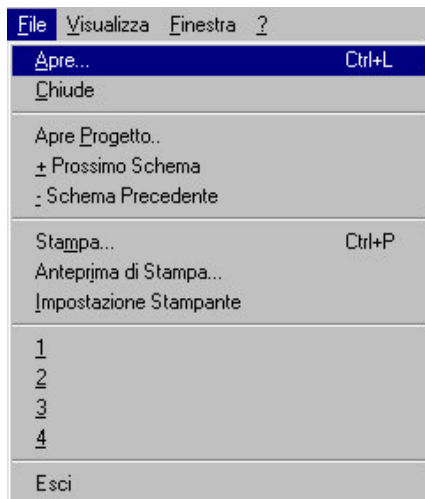 File Visualizza Finestra ?
Apre... Ctrl+L
Chiude
Apre Progetto..
+ Prossimo Schema
- Schema Precedente
Stampa... Ctrl+P
Anteprima di Stampa...
Impostazione Stampante
1
2
3
4
Esci